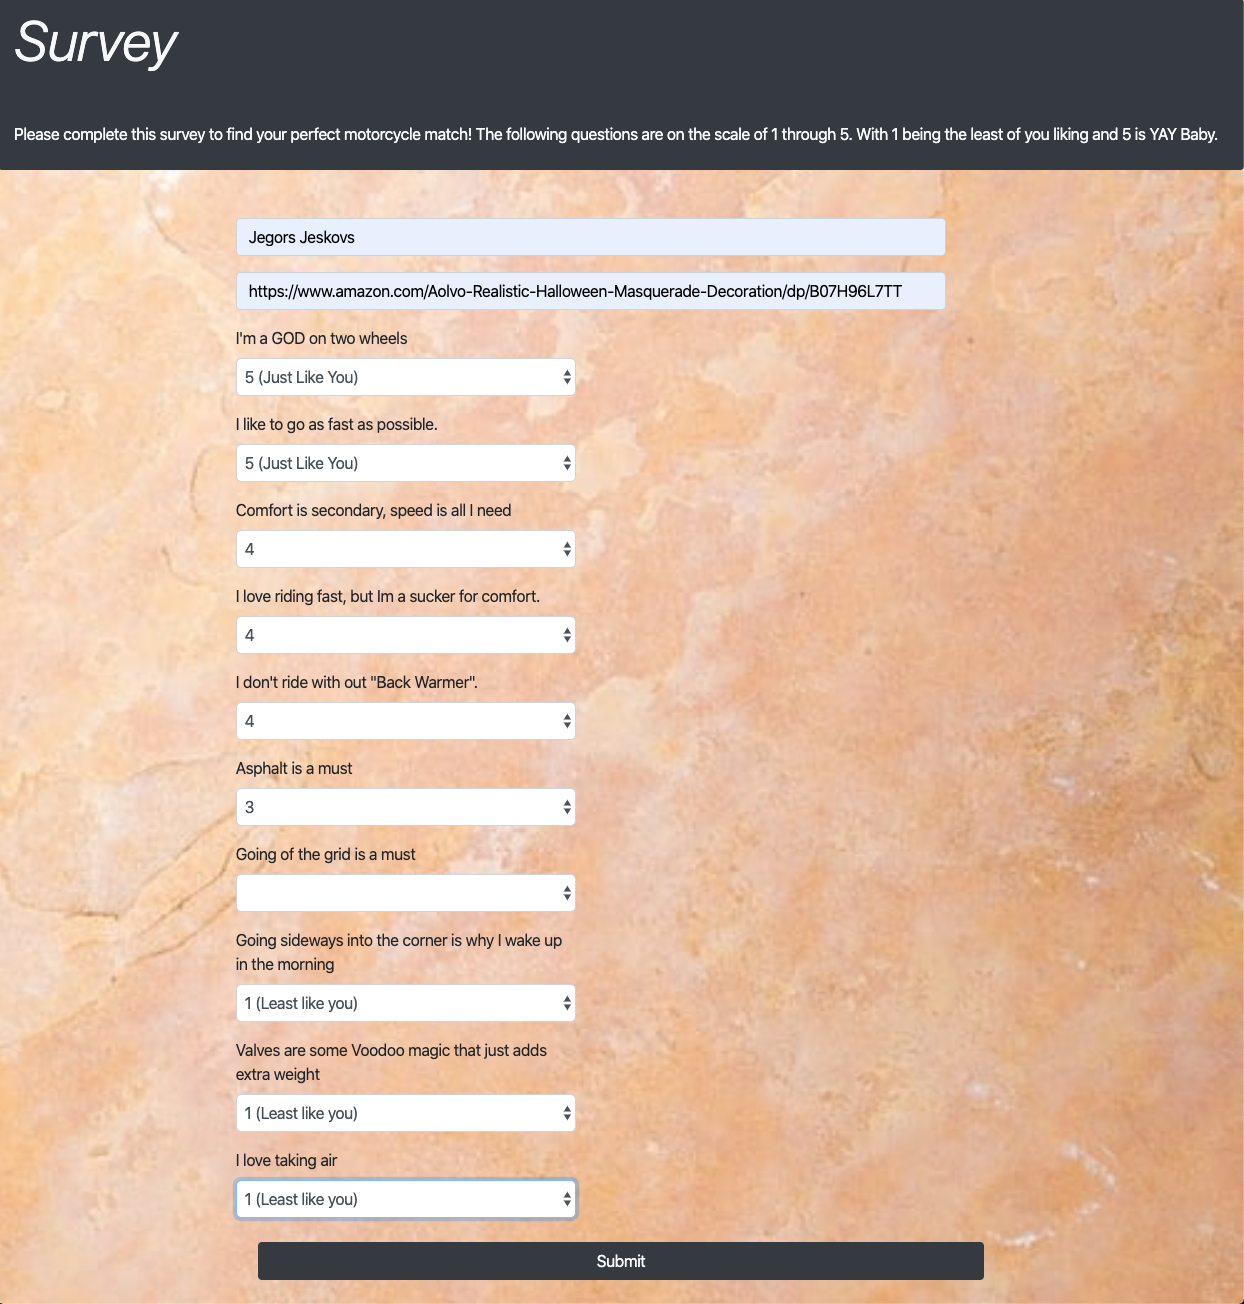 Survey
Please complete this survey to find your perfect motorcycle match! The following questions are on the scale of 1 through 5. With 1 being the least of you liking and 5 is YAY Baby.
Jegors Jeskovs
https://www.amazon.com/Aolvo-Realistic-Halloween-Masquerade-Decoration/dp/B07H96L7TT
I'm a GOD on two wheels
5 (Just Like You)
I like to go as fast as possible.
5 (Just Like You)
Comfort is secondary, speed is all I need
4
I love riding fast, but Im a sucker for comfort.
4
I don't ride with out "Back Warmer".
4
Asphalt is a must
3
Going of the grid is a must
Going sideways into the corner is why I wake up
in the morning
1 (Least like you)
Valves are some Voodoo magic that just adds
extra weight
1 (Least like you)
I love taking air
1 (Least like you)
Submit